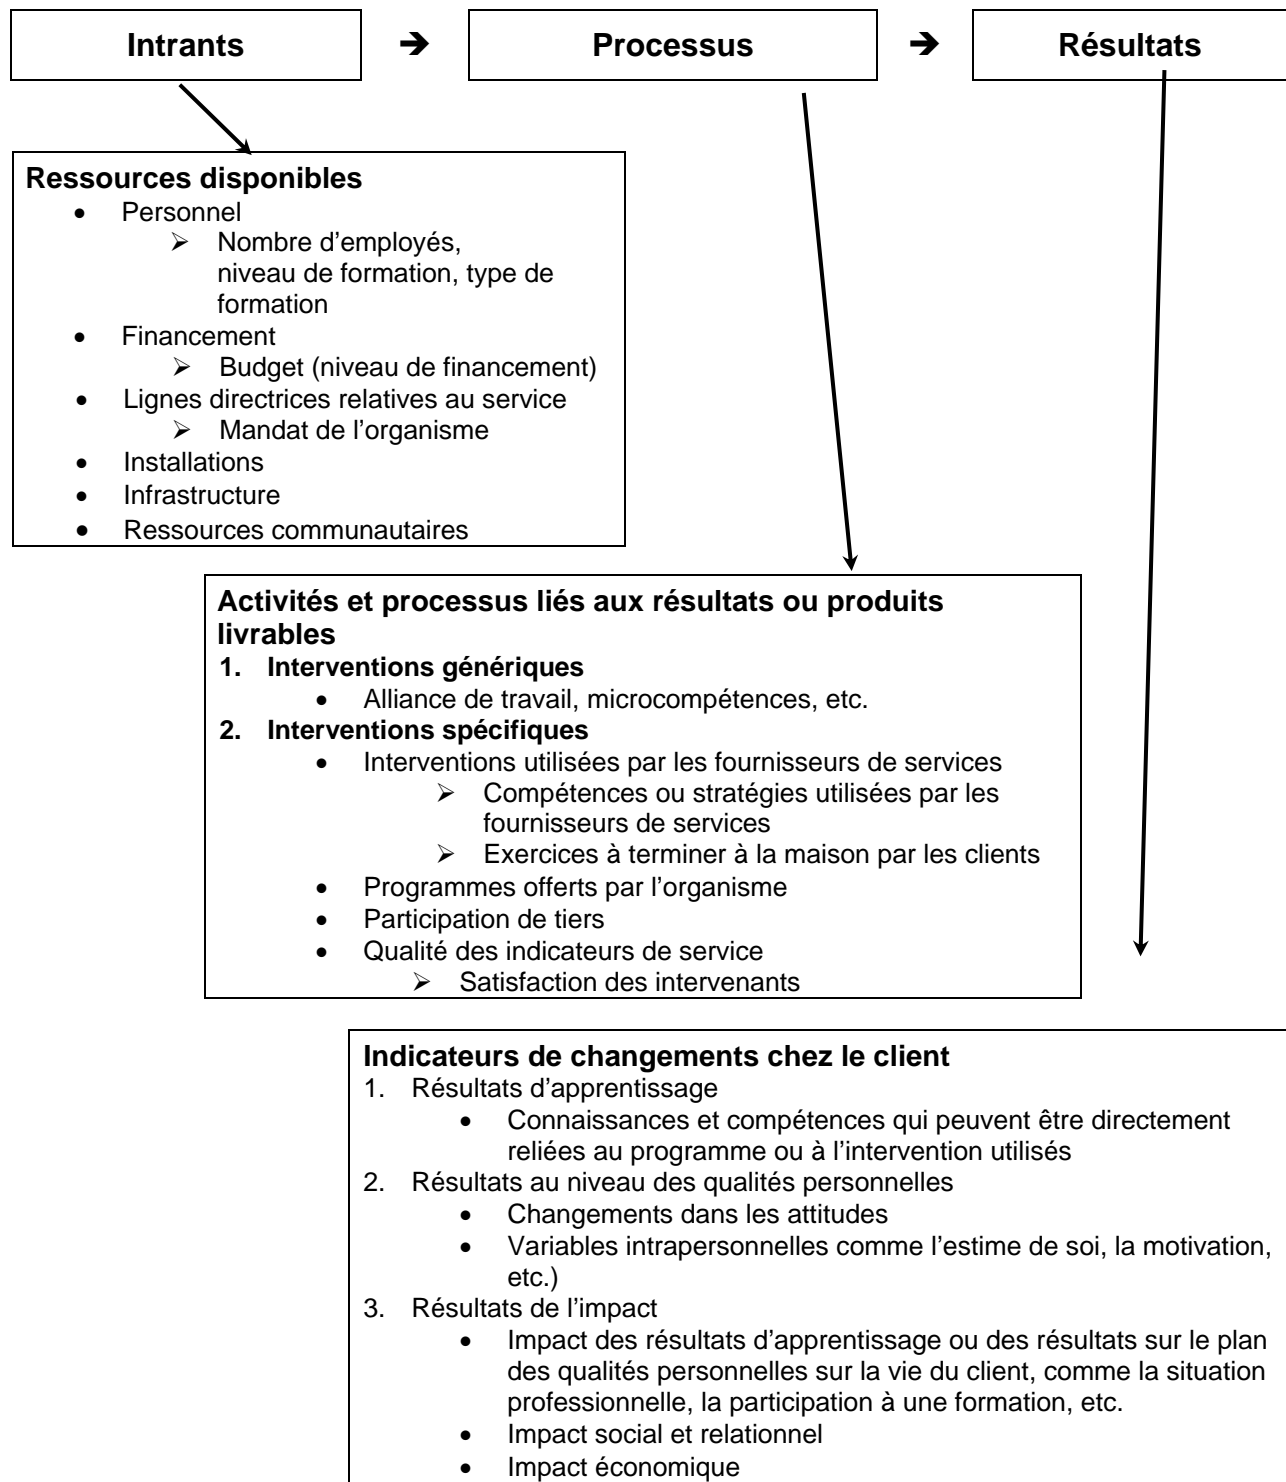 Intrants ➔ Processus ➔ Résultats
Ressources disponibles
• Personnel
➢ Nombre d’employés,
niveau de formation, type de
formation
• Financement
➢ Budget (niveau de financement)
• Lignes directrices relatives au service
➢ Mandat de l’organisme
• Installations
• Infrastructure
• Ressources communautaires
Activités et processus liés aux résultats ou produits
livrables
1. Interventions génériques
• Alliance de travail, microcompétences, etc.
2. Interventions spécifiques
• Interventions utilisées par les fournisseurs de services
➢ Compétences ou stratégies utilisées par les
fournisseurs de services
➢ Exercices à terminer à la maison par les clients
• Programmes offerts par l’organisme
• Participation de tiers
• Qualité des indicateurs de service
➢ Satisfaction des intervenants
Indicateurs de changements chez le client
1. Résultats d’apprentissage
• Connaissances et compétences qui peuvent être directement
reliées au programme ou à l’intervention utilisés
2. Résultats au niveau des qualités personnelles
• Changements dans les attitudes
• Variables intrapersonnelles comme l’estime de soi, la motivation,
etc.)
3. Résultats de l’impact
• Impact des résultats d’apprentissage ou des résultats sur le plan
des qualités personnelles sur la vie du client, comme la situation
professionnelle, la participation à une formation, etc.
• Impact social et relationnel
• Impact économique